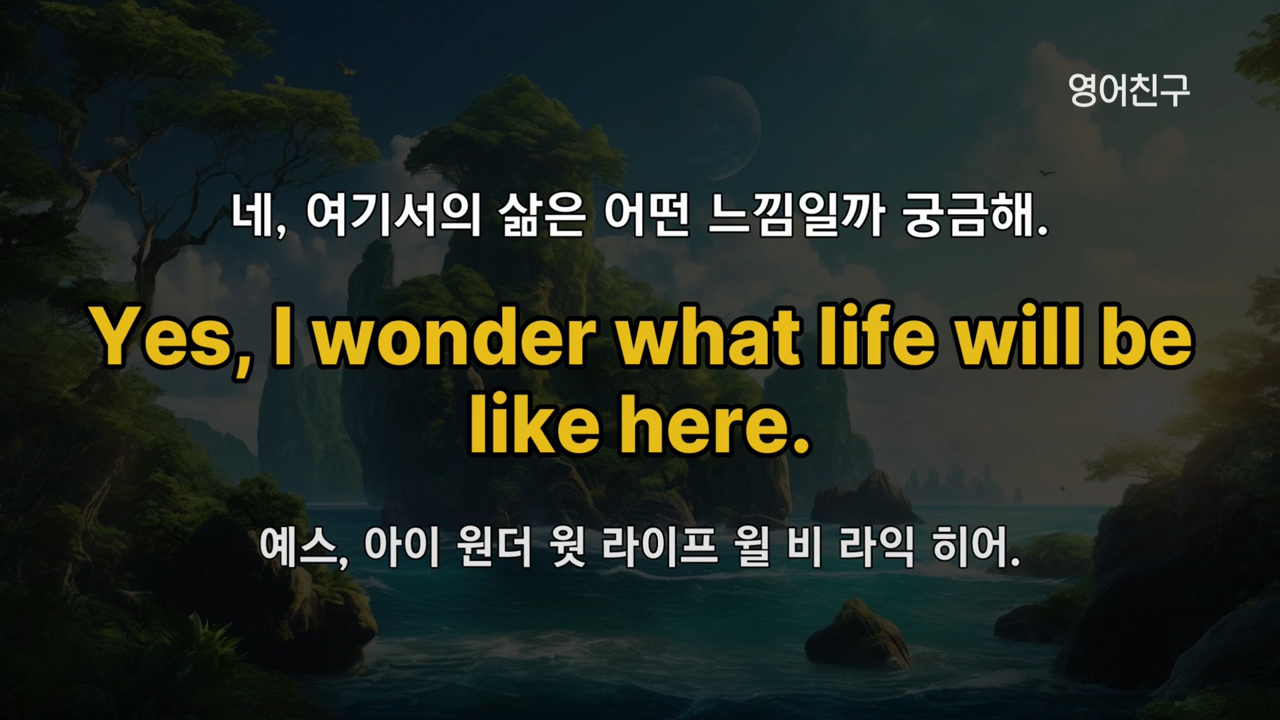 영어친구
네, 여기서의 삶은 어떤 느낌일까 궁금해.
Yes, I wonder what life will be
like here.
예스, 아이 원더 웟 라이프 윌 비 라익 히어.